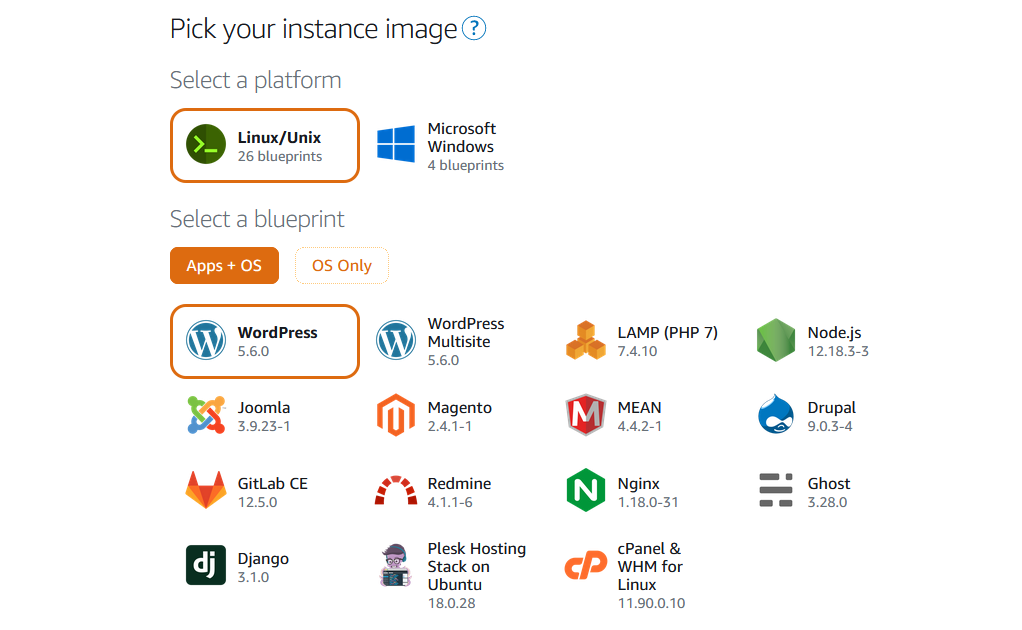 Pick your instance image ?
Select a platform
Linux/Unix
26 blueprints
Microsoft
Windows
4 blueprints
Select a blueprint
Apps + OS
OS Only
WordPress
5.6.0
WordPress
Multisite
5.6.0
LAMP (PHP 7)
7.4.10
Node.js
12.18.3-3
Joomla
3.9.23-1
Magento
2.4.1-1
MEAN
4.4.2-1
Drupal
9.0.3-4
GitLab CE
12.5.0
Redmine
4.1.1-6
N
Nginx
1.18.0-31
Ghost
3.28.0
dj
Django
3.1.0
Plesk Hosting
Stack on
Ubuntu
18.0.28
cP
cPanel &
WHM for
Linux
11.90.0.10